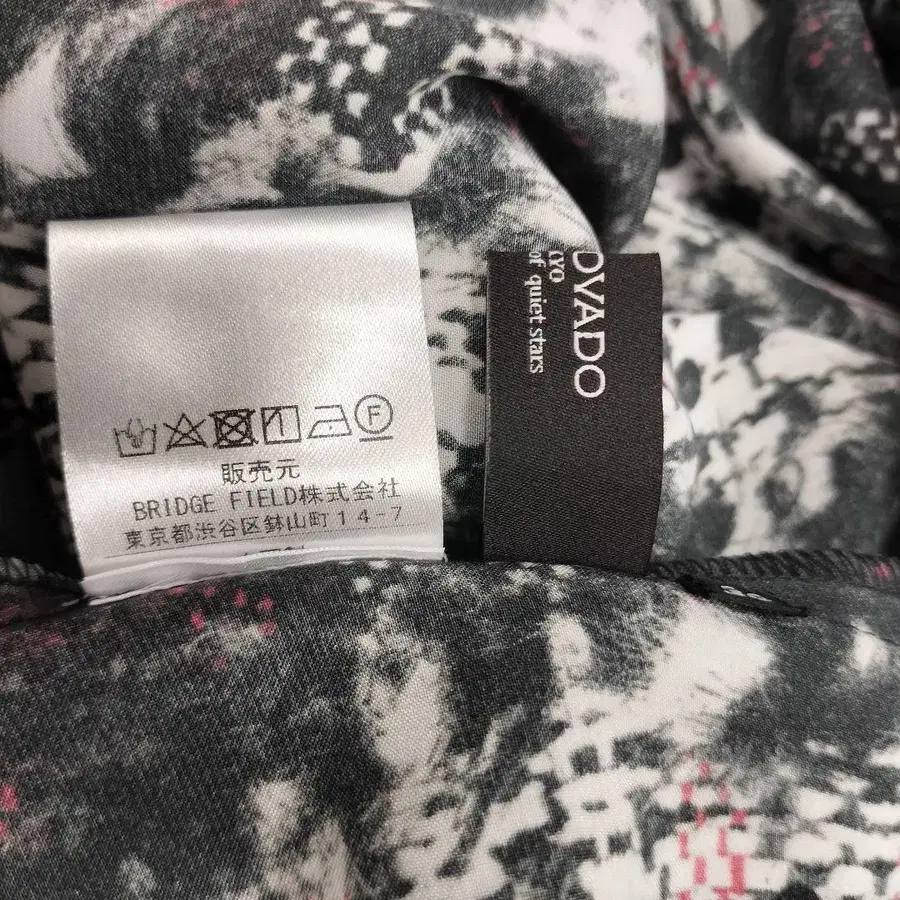 F
販売元
BRIDGE FIELD株式会社
東京都渋谷区鉢山町14-7
OVADO
KYO
of quiet stars